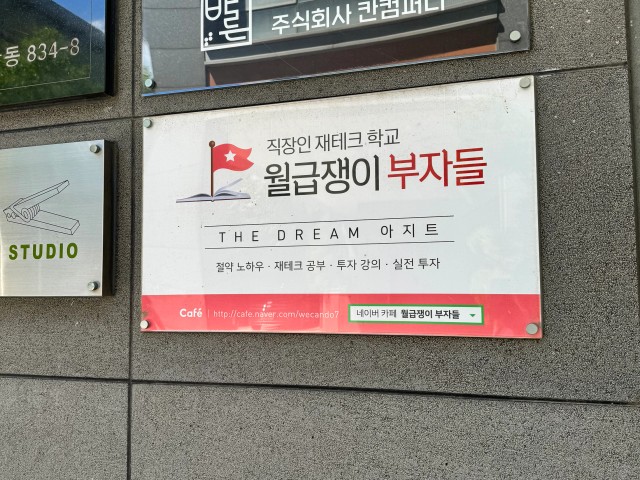 바른
주식회사 칸컴퍼니
동 834-8
STUDIO
직장인 재테크 학교
월급쟁이 부자들
THE DREAM 아지트
절약 노하우 · 재테크 공부 · 투자 강의 · 실전 투자
Café | http://cafe.naver.com/wecando7
네이버 카페 월급쟁이 부자들